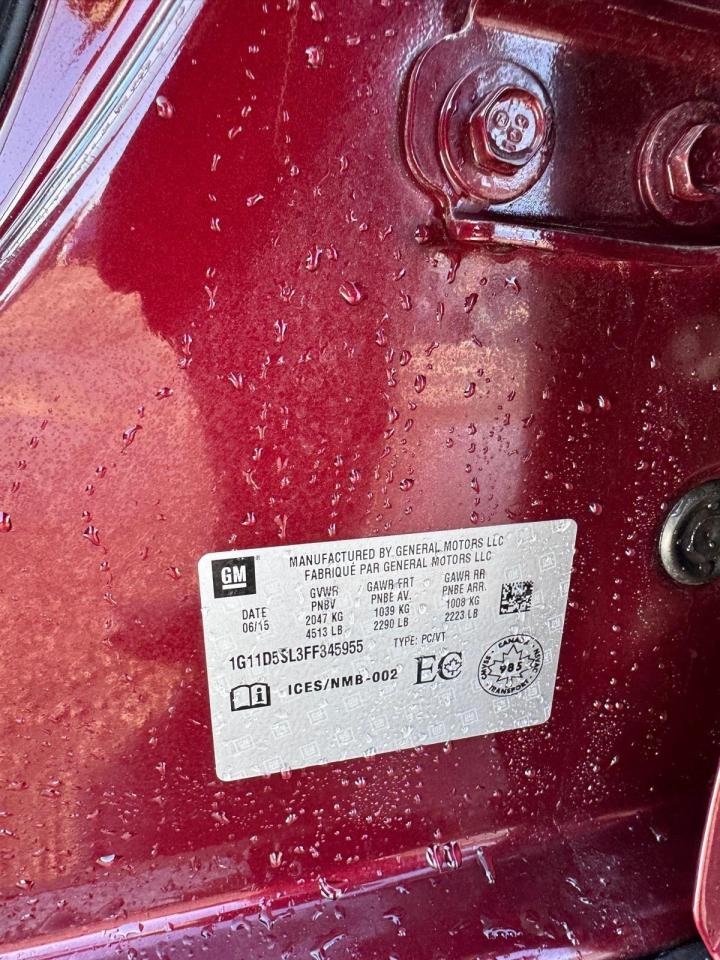 GM
MANUFACTURED BY GENERAL MOTORS LLC
FABRIQUÉ PAR GENERAL MOTORS LLC
DATE
06/15
GVWR
PNBV
2047 KG
4513 LB
GAWR FRT
PNBE AV.
1039 KG
2290 LB
GAWR RR
PNBE ARR.
1008 KG
2223 LB
1G11D5SL3FF345955
TYPE: PC/VT
ICES/NMB-002
EC
CANADA
985
TRANSPORT